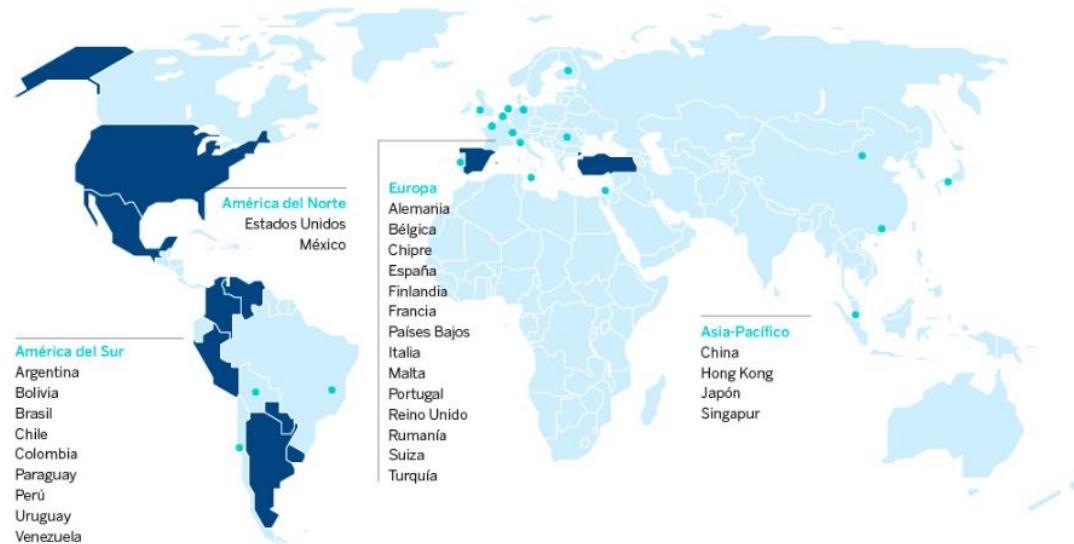 América del Norte
Estados Unidos
México
América del Sur
Argentina
Bolivia
Brasil
Chile
Colombia
Paraguay
Perú
Uruguay
Venezuela
Europa
Alemania
Bélgica
Chipre
España
Finlandia
Francia
Países Bajos
Italia
Malta
Portugal
Reino Unido
Rumanía
Suiza
Turquía
Asia-Pacífico
China
Hong Kong
Japón
Singapur